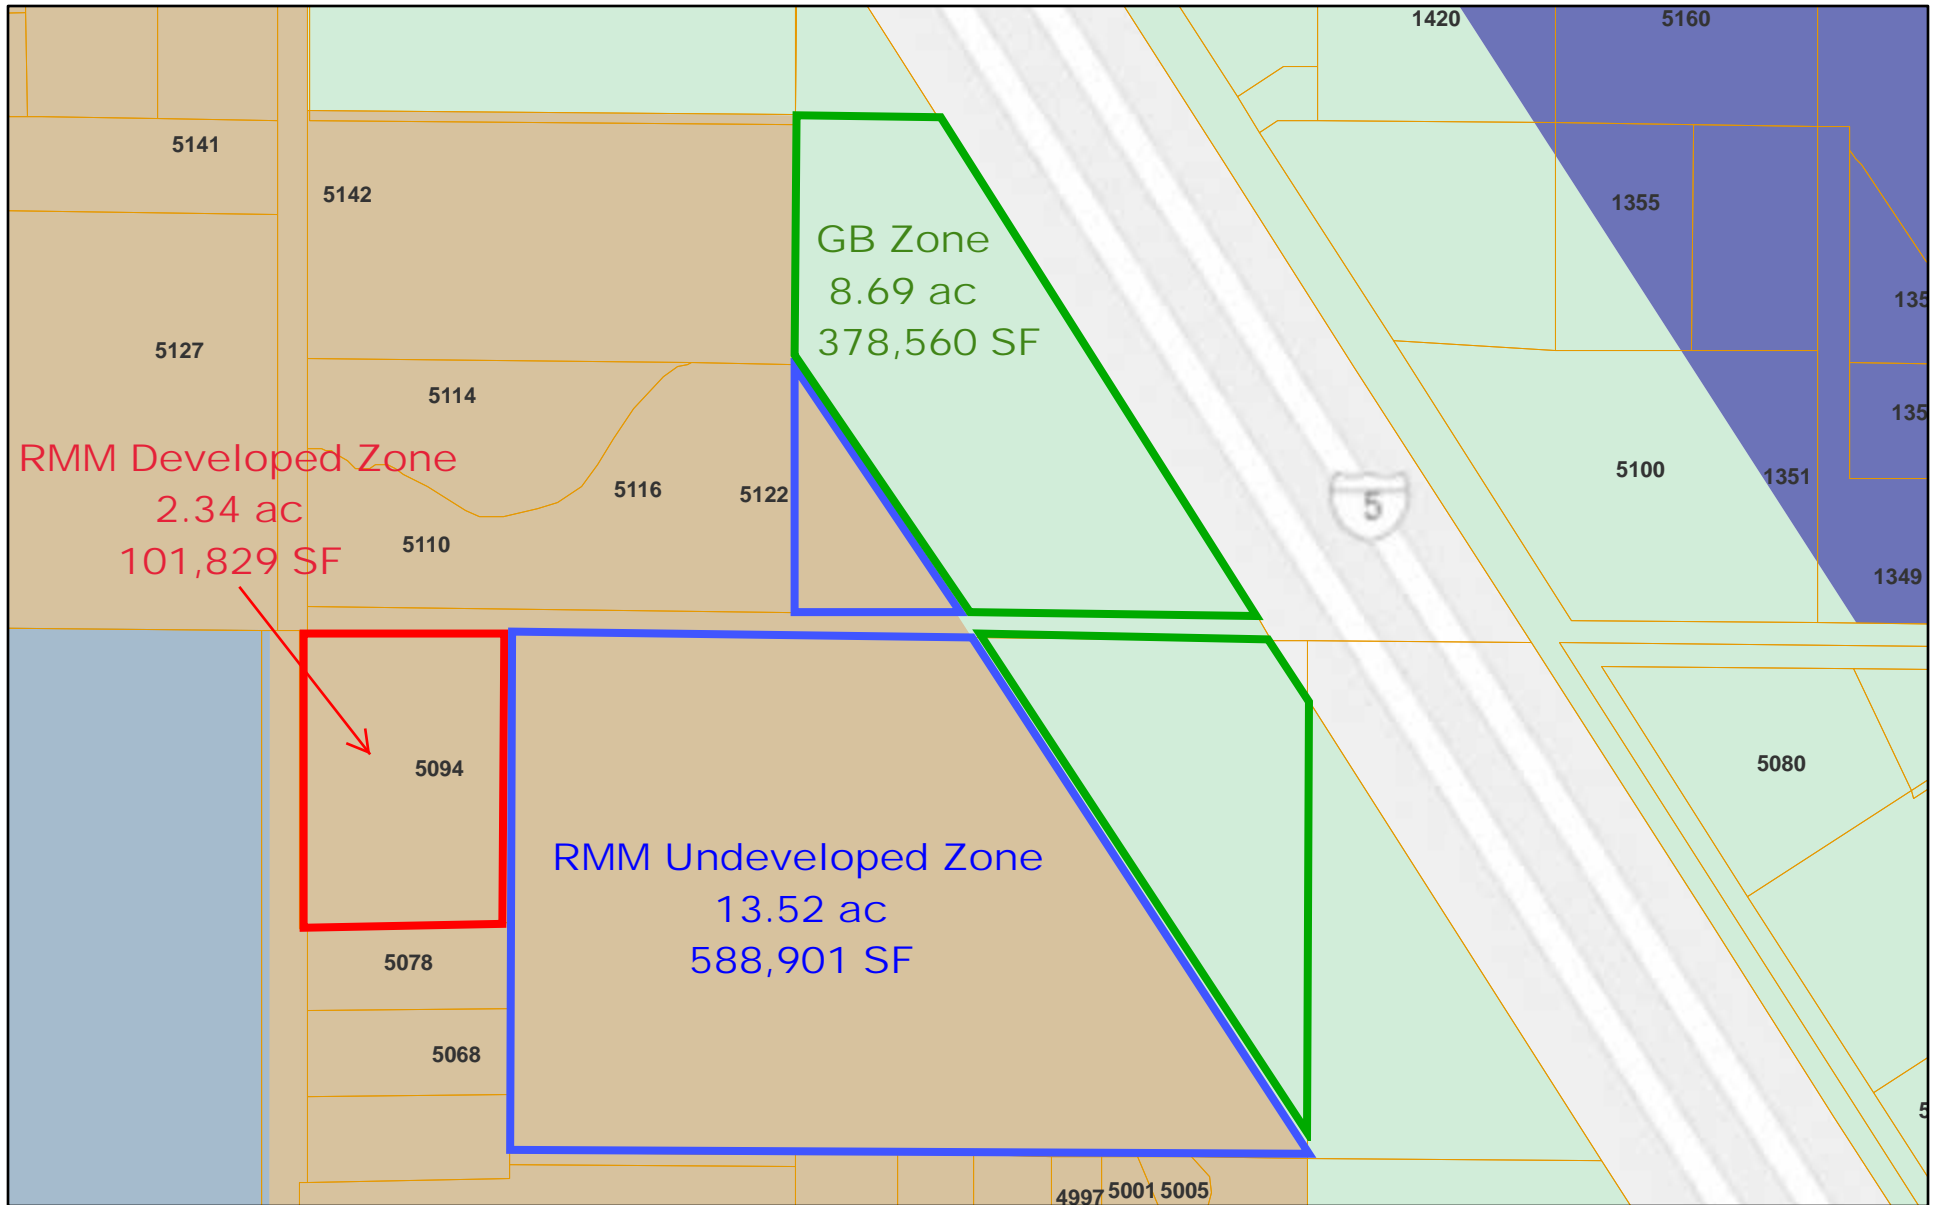 1420
5160
5141
5142
1355
GB Zone
8.69 ac
378,560 SF
135
5127
5114
135
RMM Developed Zone
2.34 ac
101,829 SF
5116
5122
5110
5
5100
1351
1349
5094
5080
RMM Undeveloped Zone
13.52 ac
588,901 SF
5078
5068
5
4997
5001
5005